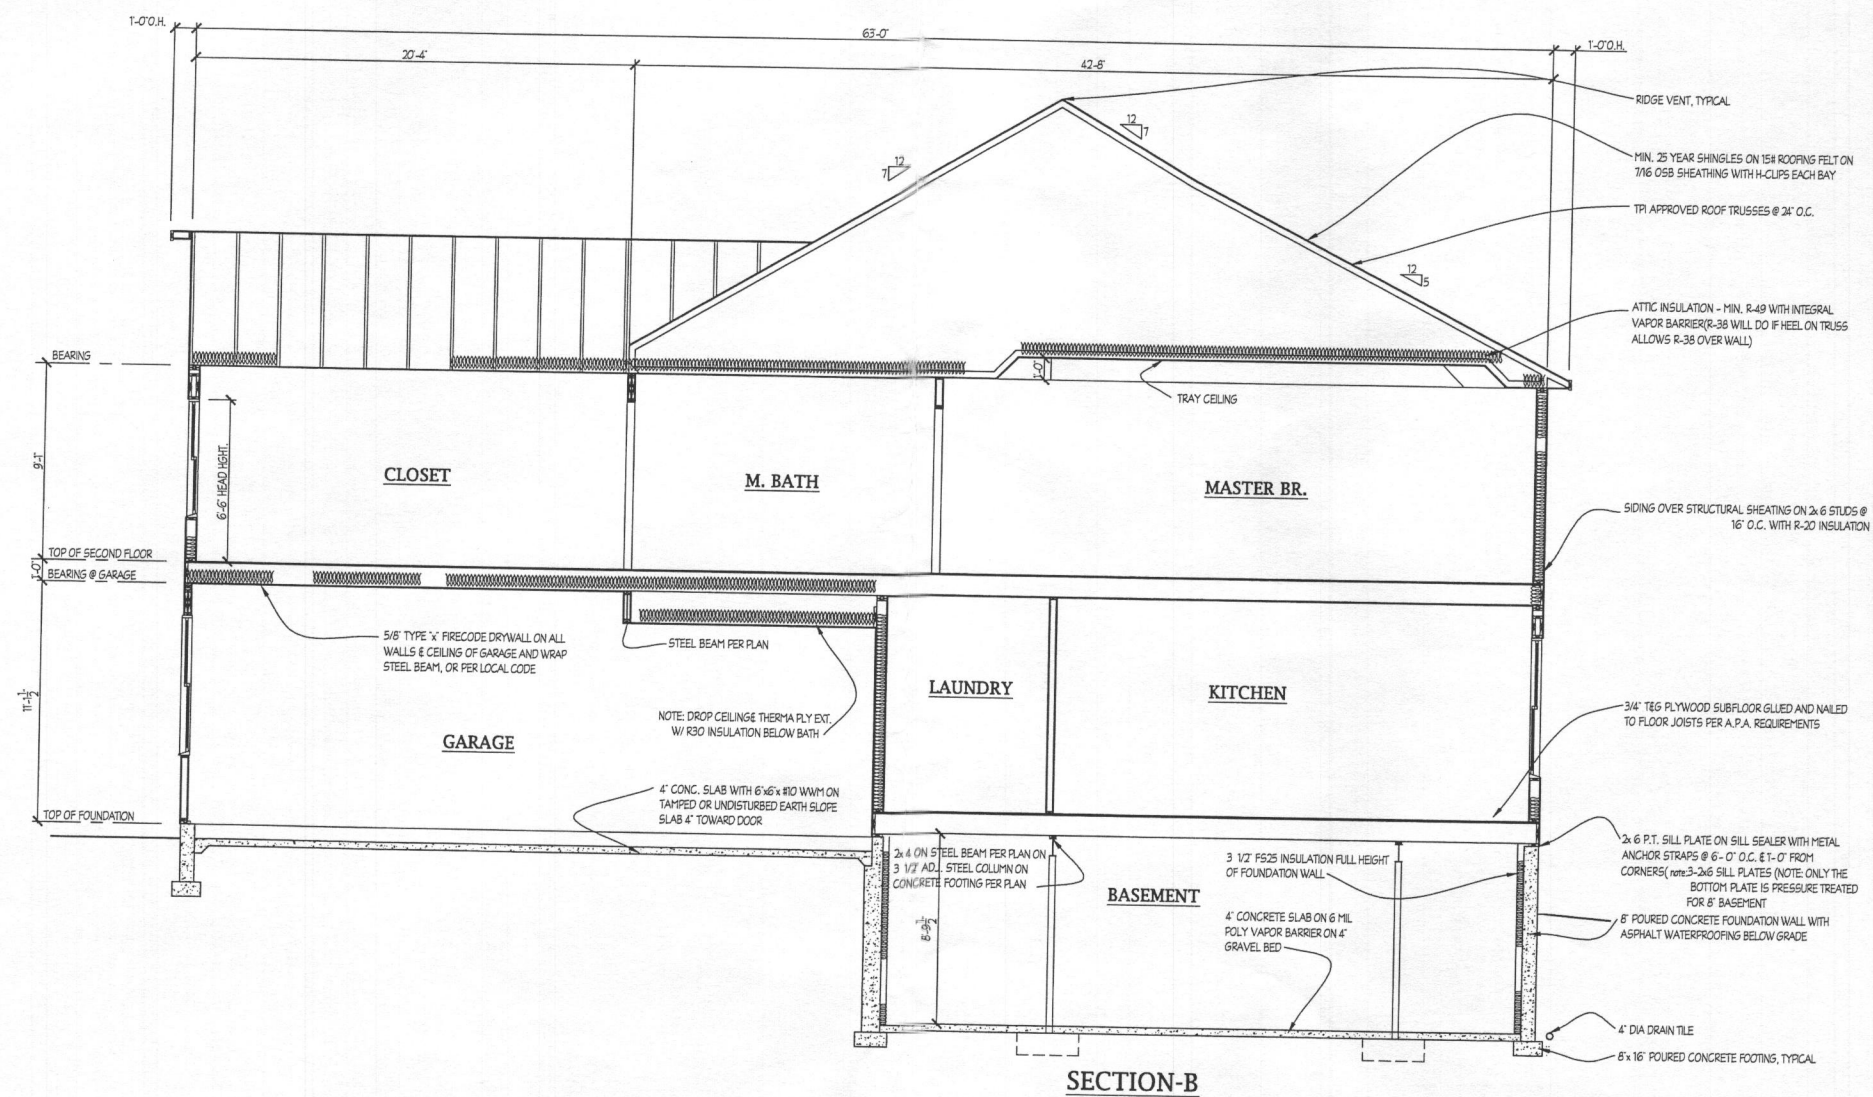 1'-0" O.H.
63'-0"
1'-0" O.H.
20'-4"
42'-8"
RIDGE VENT, TYPICAL
12
7
12
7
MIN. 25 YEAR SHINGLES ON 15# ROOFING FELT ON
7/16 OSB SHEATHING WITH H-CLIPS EACH BAY
TPI APPROVED ROOF TRUSSES @ 24" O.C.
12
5
ATTIC INSULATION - MIN. R-49 WITH INTEGRAL
VAPOR BARRIER(R-38 WILL DO IF HEEL ON TRUSS
ALLOWS R-38 OVER WALL)
BEARING
1'-0"
TRAY CEILING
9'-1"
6'-6" HEAD HGHT.
CLOSET
M. BATH
MASTER BR.
SIDING OVER STRUCTURAL SHEATING ON 2x 6 STUDS @
16" O.C. WITH R-20 INSULATION
TOP OF SECOND FLOOR
1'-0"
BEARING @ GARAGE
5/8" TYPE "x" FIRECODE DRYWALL ON ALL
WALLS & CEILING OF GARAGE AND WRAP
STEEL BEAM, OR PER LOCAL CODE
STEEL BEAM PER PLAN
11'-1 1/2"
LAUNDRY
KITCHEN
NOTE: DROP CEILING& THERMA PLY EXT.
W/ R30 INSULATION BELOW BATH
GARAGE
3/4" T&G PLYWOOD SUBFLOOR GLUED AND NAILED
TO FLOOR JOISTS PER A.P.A. REQUIREMENTS
4" CONC. SLAB WITH 6"x6"x #10 WWM ON
TAMPED OR UNDISTURBED EARTH SLOPE
SLAB 4" TOWARD DOOR
TOP OF FOUNDATION
2x 4 ON STEEL BEAM PER PLAN ON
3 1/2" ADJ. STEEL COLUMN ON
CONCRETE FOOTING PER PLAN
3 1/2" FS25 INSULATION FULL HEIGHT
OF FOUNDATION WALL
2x 6 P.T. SILL PLATE ON SILL SEALER WITH METAL
ANCHOR STRAPS @ 6'- 0" O.C. & 1'- 0" FROM
CORNERS( note:3-2x6 SILL PLATES (NOTE: ONLY THE
BOTTOM PLATE IS PRESSURE TREATED
FOR 8" BASEMENT
BASEMENT
8'-9 1/2"
4" CONCRETE SLAB ON 6 MIL
POLY VAPOR BARRIER ON 4"
GRAVEL BED
8" POURED CONCRETE FOUNDATION WALL WITH
ASPHALT WATERPROOFING BELOW GRADE
4" DIA DRAIN TILE
8"x 16" POURED CONCRETE FOOTING, TYPICAL
SECTION-B